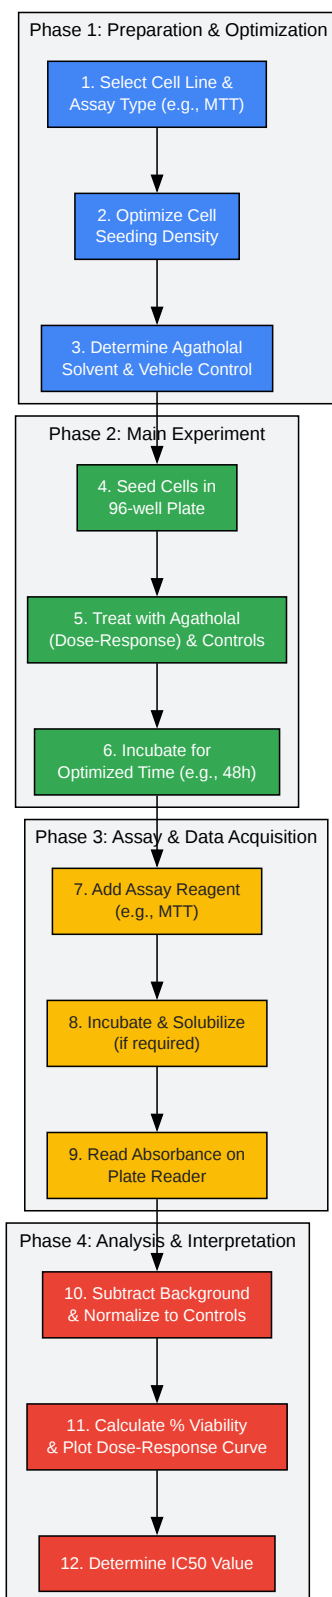 Phase 1: Preparation & Optimization
1. Select Cell Line &
Assay Type (e.g., MTT)
2. Optimize Cell
Seeding Density
3. Determine Agatholal
Solvent & Vehicle Control
Phase 2: Main Experiment
4. Seed Cells in
96-well Plate
5. Treat with Agatholal
(Dose-Response) & Controls
6. Incubate for
Optimized Time (e.g., 48h)
Phase 3: Assay & Data Acquisition
7. Add Assay Reagent
(e.g., MTT)
8. Incubate & Solubilize
(if required)
9. Read Absorbance on
Plate Reader
Phase 4: Analysis & Interpretation
10. Subtract Background
& Normalize to Controls
11. Calculate % Viability
& Plot Dose-Response Curve
12. Determine IC50 Value